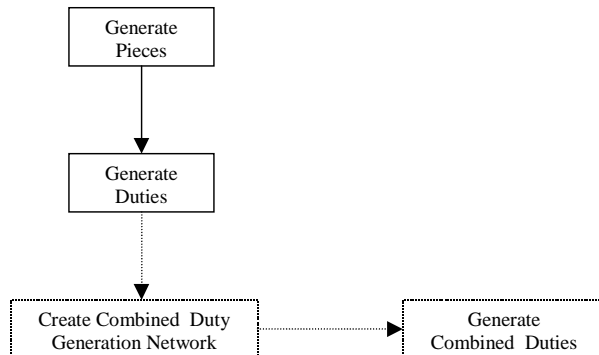 Generate
Pieces
Generate
Duties
Create Combined Duty
Generation Network
Generate
Combined Duties